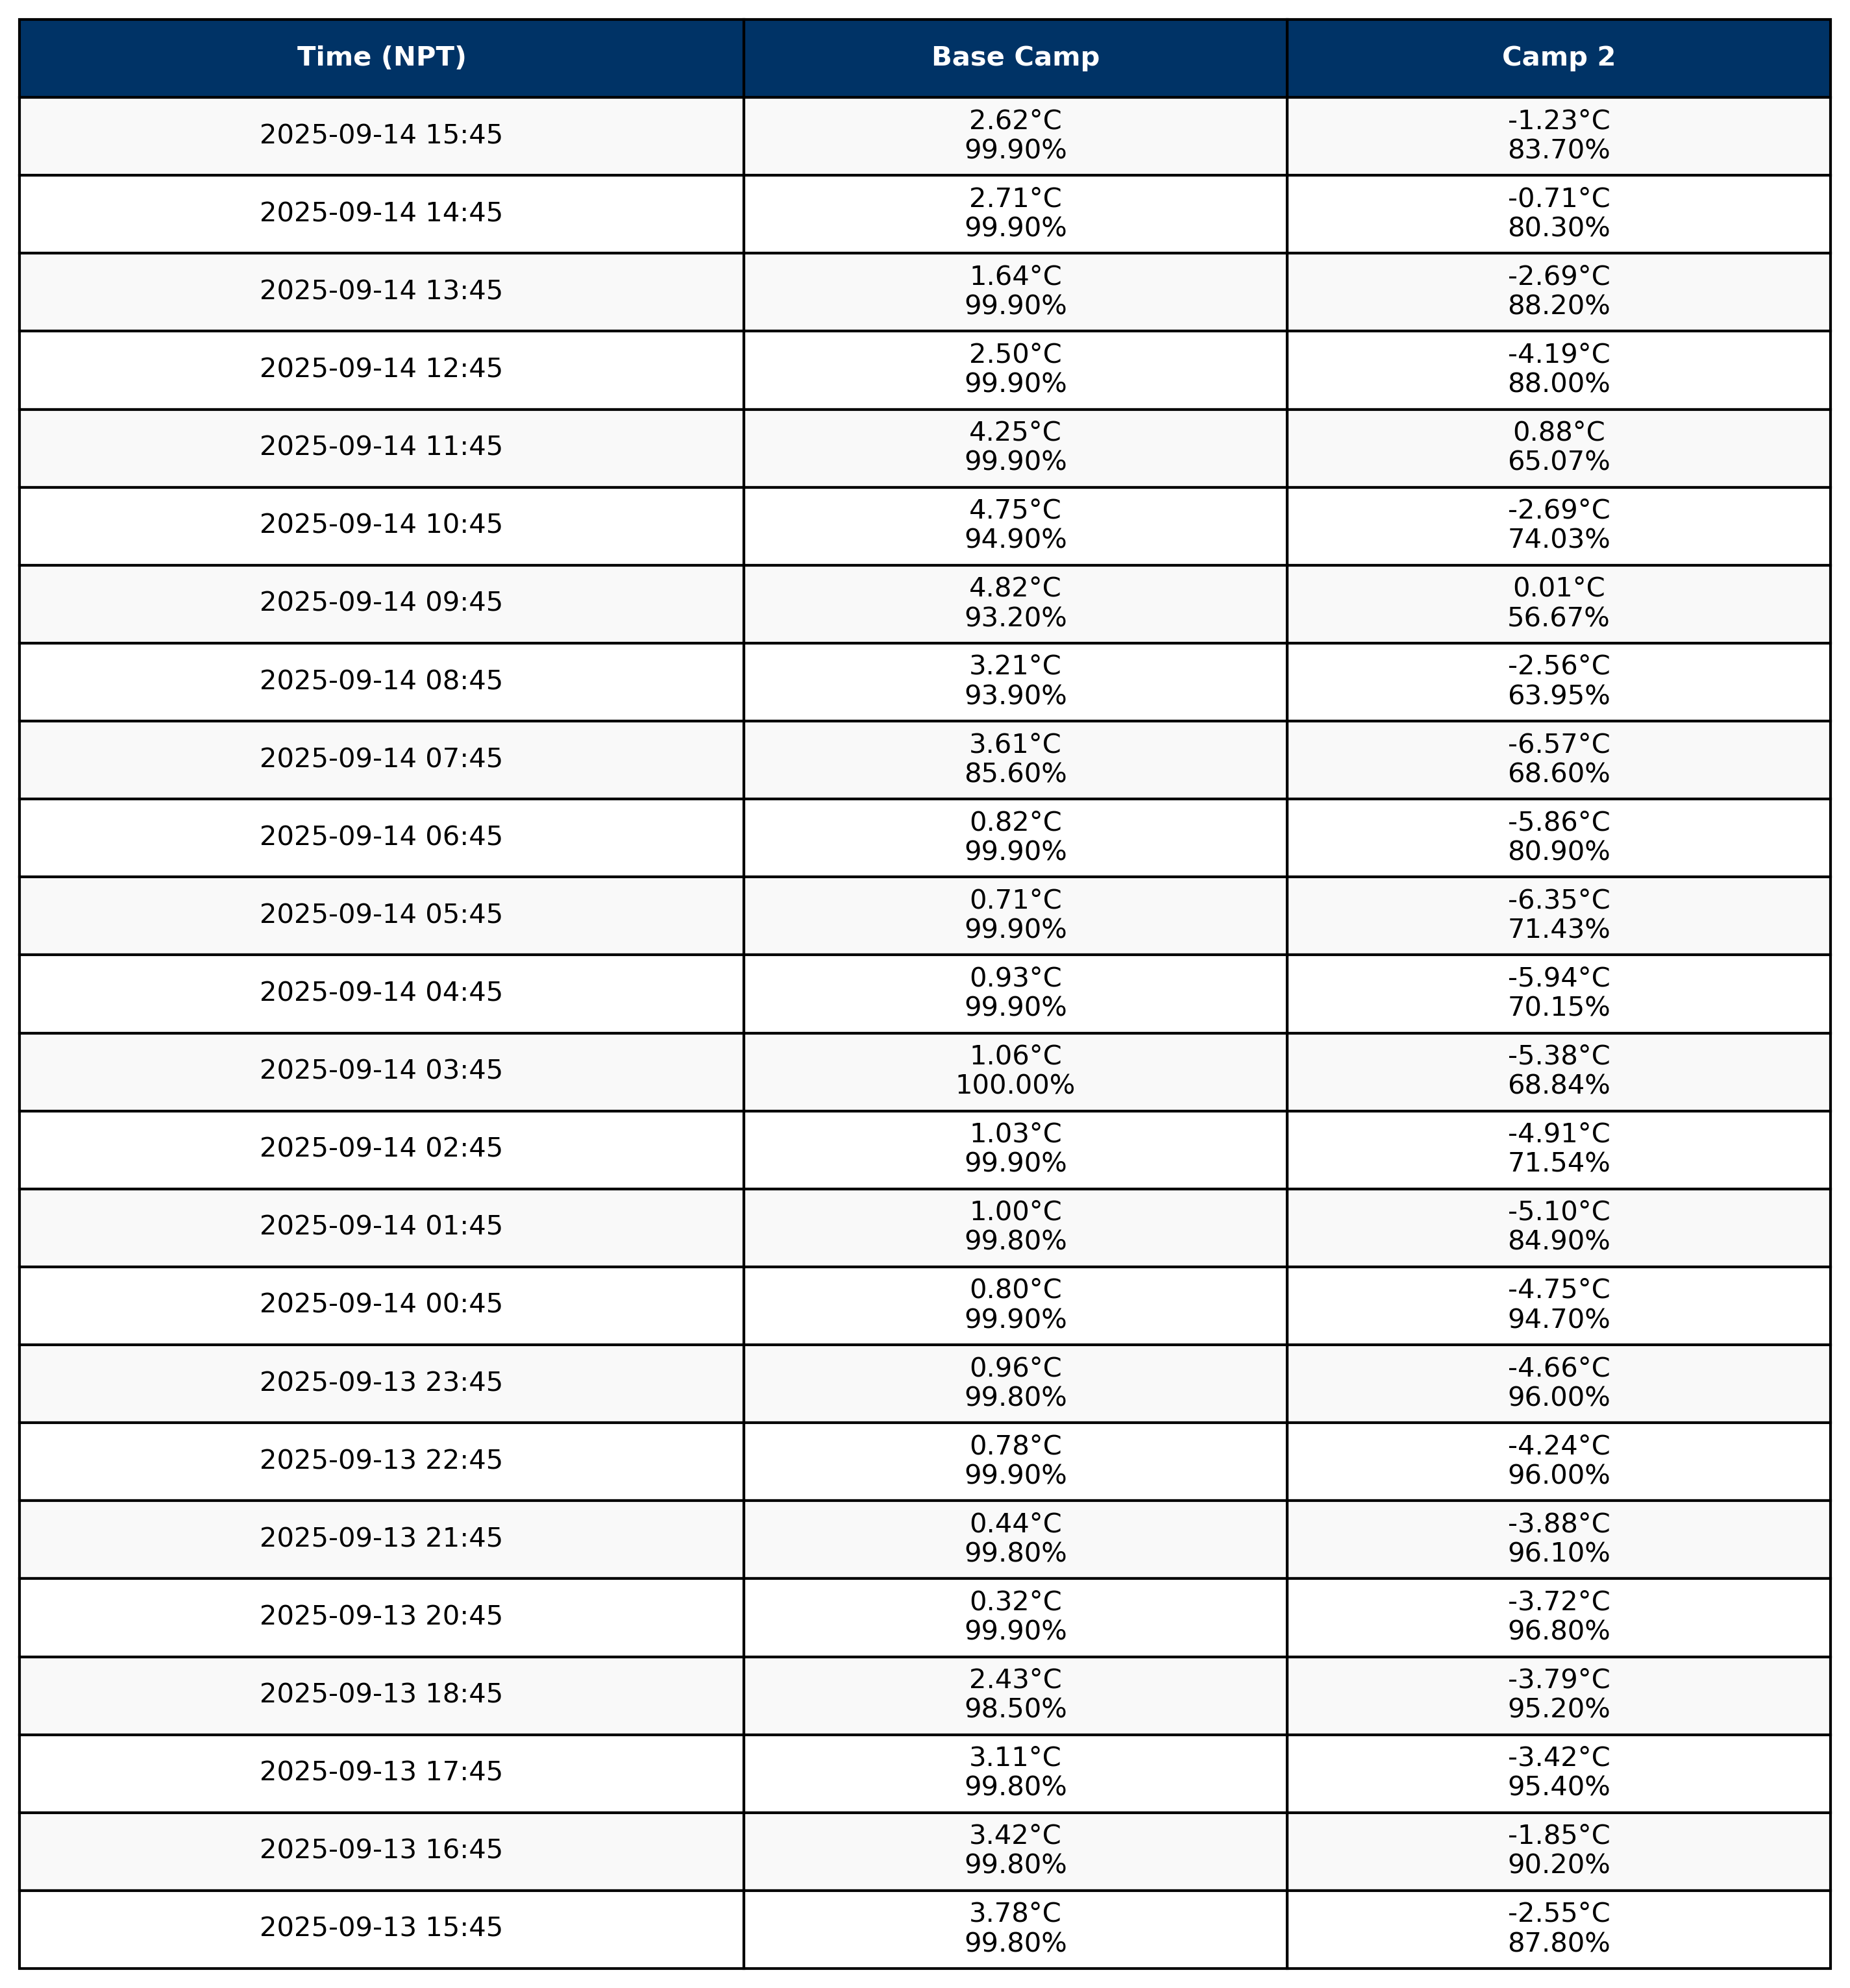 Time (NPT) Base Camp Camp 2
2025-09-14 15:45 2.62°C -1.23°C
99.90% 83.70%
2025-09-14 14:45 2.71°C -0.71°C
99.90% 80.30%
2025-09-14 13:45 1.64°C -2.69°C
99.90% 88.20%
2025-09-14 12:45 2.50°C -4.19°C
99.90% 88.00%
2025-09-14 11:45 4.25°C 0.88°C
99.90% 65.07%
2025-09-14 10:45 4.75°C -2.69°C
94.90% 74.03%
2025-09-14 09:45 4.82°C 0.01°C
93.20% 56.67%
2025-09-14 08:45 3.21°C -2.56°C
93.90% 63.95%
2025-09-14 07:45 3.61°C -6.57°C
85.60% 68.60%
2025-09-14 06:45 0.82°C -5.86°C
99.90% 80.90%
2025-09-14 05:45 0.71°C -6.35°C
99.90% 71.43%
2025-09-14 04:45 0.93°C -5.94°C
99.90% 70.15%
2025-09-14 03:45 1.06°C -5.38°C
100.00% 68.84%
2025-09-14 02:45 1.03°C -4.91°C
99.90% 71.54%
2025-09-14 01:45 1.00°C -5.10°C
99.80% 84.90%
2025-09-14 00:45 0.80°C -4.75°C
99.90% 94.70%
2025-09-13 23:45 0.96°C -4.66°C
99.80% 96.00%
2025-09-13 22:45 0.78°C -4.24°C
99.90% 96.00%
2025-09-13 21:45 0.44°C -3.88°C
99.80% 96.10%
2025-09-13 20:45 0.32°C -3.72°C
99.90% 96.80%
2025-09-13 18:45 2.43°C -3.79°C
98.50% 95.20%
2025-09-13 17:45 3.11°C -3.42°C
99.80% 95.40%
2025-09-13 16:45 3.42°C -1.85°C
99.80% 90.20%
2025-09-13 15:45 3.78°C -2.55°C
99.80% 87.80%